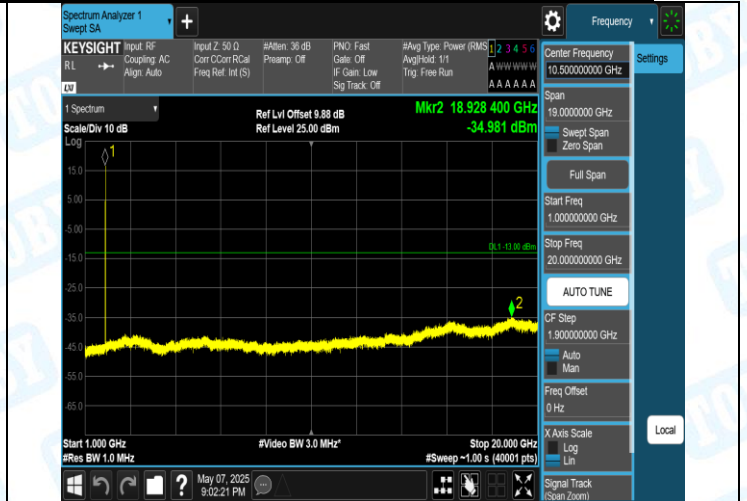 Spectrum Analyzer 1
Swept SA
+
Frequency
KEYSIGHT
RL
Input: RF
Coupling: AC
Align: Auto
Input Z: 50 Ω
Corr CCorr RCal
Freq Ref: Int (S)
#Atten: 36 dB
Preamp: Off
PNO: Fast
Gate: Off
IF Gain: Low
Sig Track: Off
#Avg Type: Power (RMS
Avg|Hold: 1/1
Trig: Free Run
1 2 3 4 5 6
A W W W W W
A A A A A A
LXI
1 Spectrum
Scale/Div 10 dB
Log
Ref Lvl Offset 9.88 dB
Ref Level 25.00 dBm
Mkr2 18.928 400 GHz
-34.981 dBm
1
15.0
5.00
-5.00
DL1 -13.00 dBm
-15.0
-25.0
2
-35.0
-45.0
-55.0
-65.0
Start 1.000 GHz
#Res BW 1.0 MHz
#Video BW 3.0 MHz*
Stop 20.000 GHz
#Sweep ~1.00 s (40001 pts)
?
May 07, 2025
9:02:21 PM
Center Frequency
10.500000000 GHz
Settings
Span
19.0000000 GHz
Swept Span
Zero Span
Full Span
Start Freq
1.000000000 GHz
Stop Freq
20.000000000 GHz
AUTO TUNE
CF Step
1.900000000 GHz
Auto
Man
Freq Offset
0 Hz
X Axis Scale
Log
Lin
Local
Signal Track
(Span Zoom)